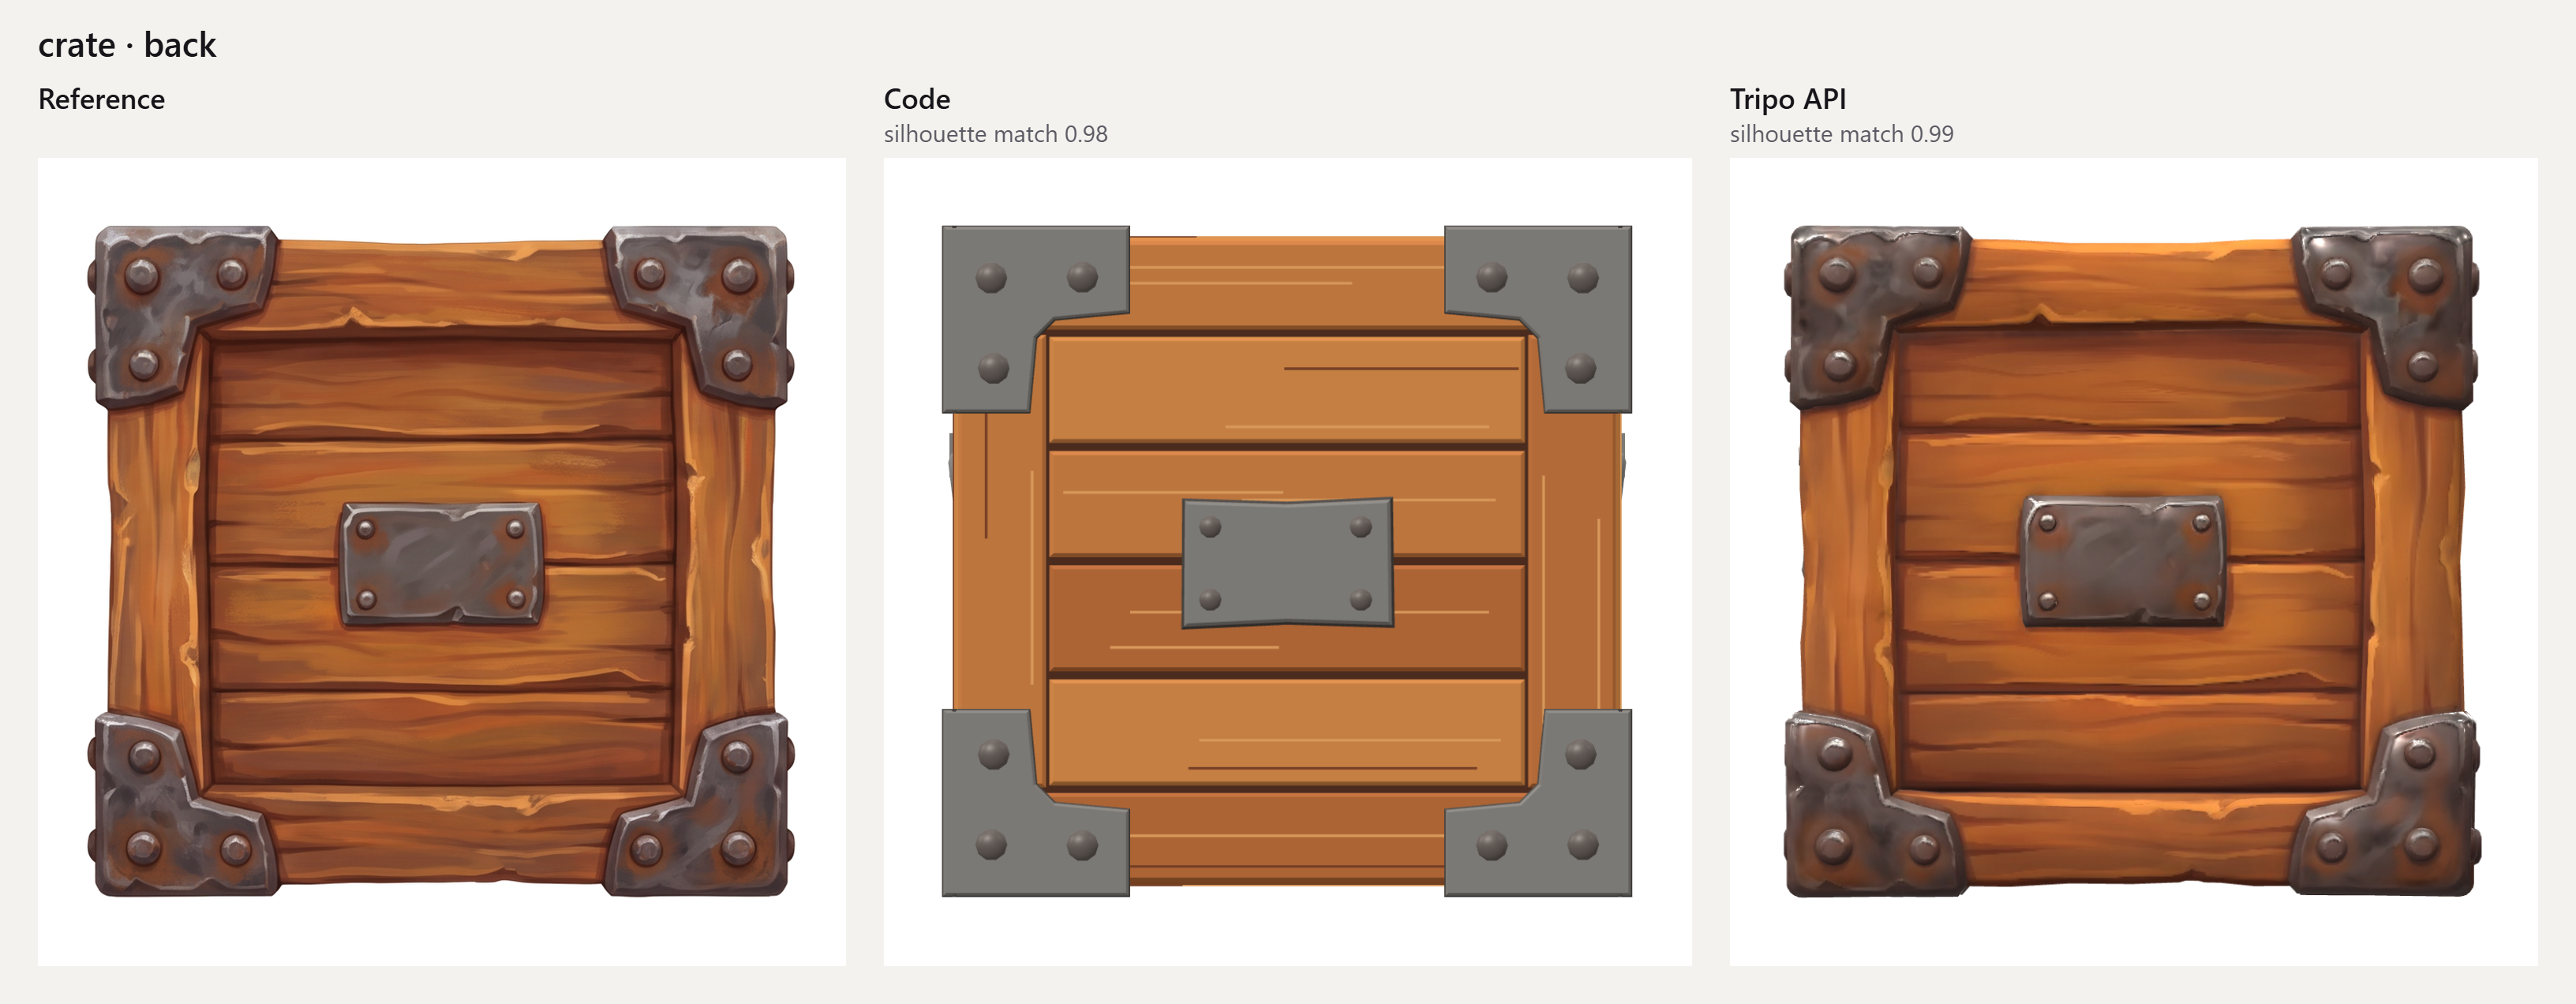 crate · back
Reference
Code
silhouette match 0.98
Tripo API
silhouette match 0.99